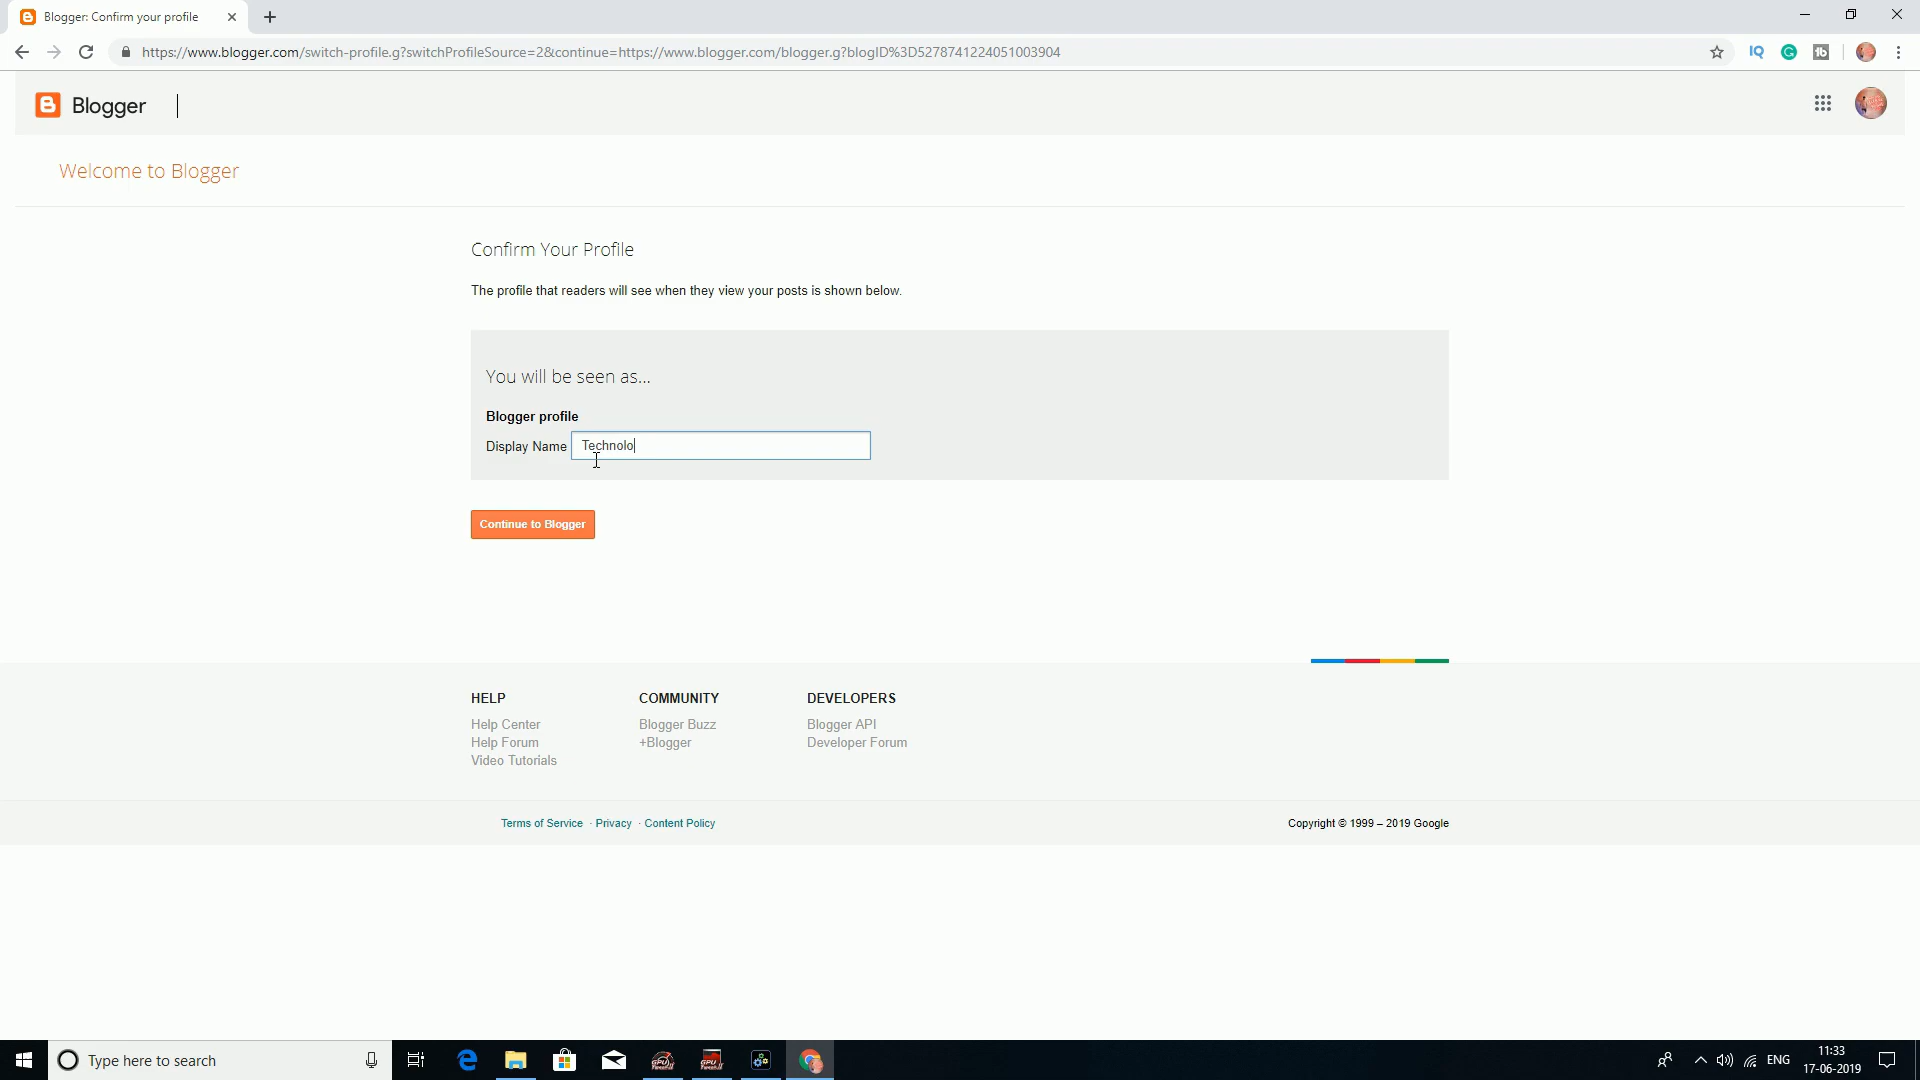 Blogger: Confirm your profile
https://www.blogger.com/switch-profile.g?switchProfileSource=2&continue=https://www.blogger.com/blogger.g?blogID%3D5278741224051003904
IQ
Blogger
Welcome to Blogger
Confirm Your Profile
The profile that readers will see when they view your posts is shown below.
You will be seen as...
Blogger profile
Display Name Technolo
Continue to Blogger
HELP
Help Center
Help Forum
Video Tutorials
COMMUNITY
Blogger Buzz
+Blogger
DEVELOPERS
Blogger API
Developer Forum
Terms of Service · Privacy · Content Policy
Copyright © 1999 – 2019 Google
Type here to search
ENG
11:33
17-06-2019